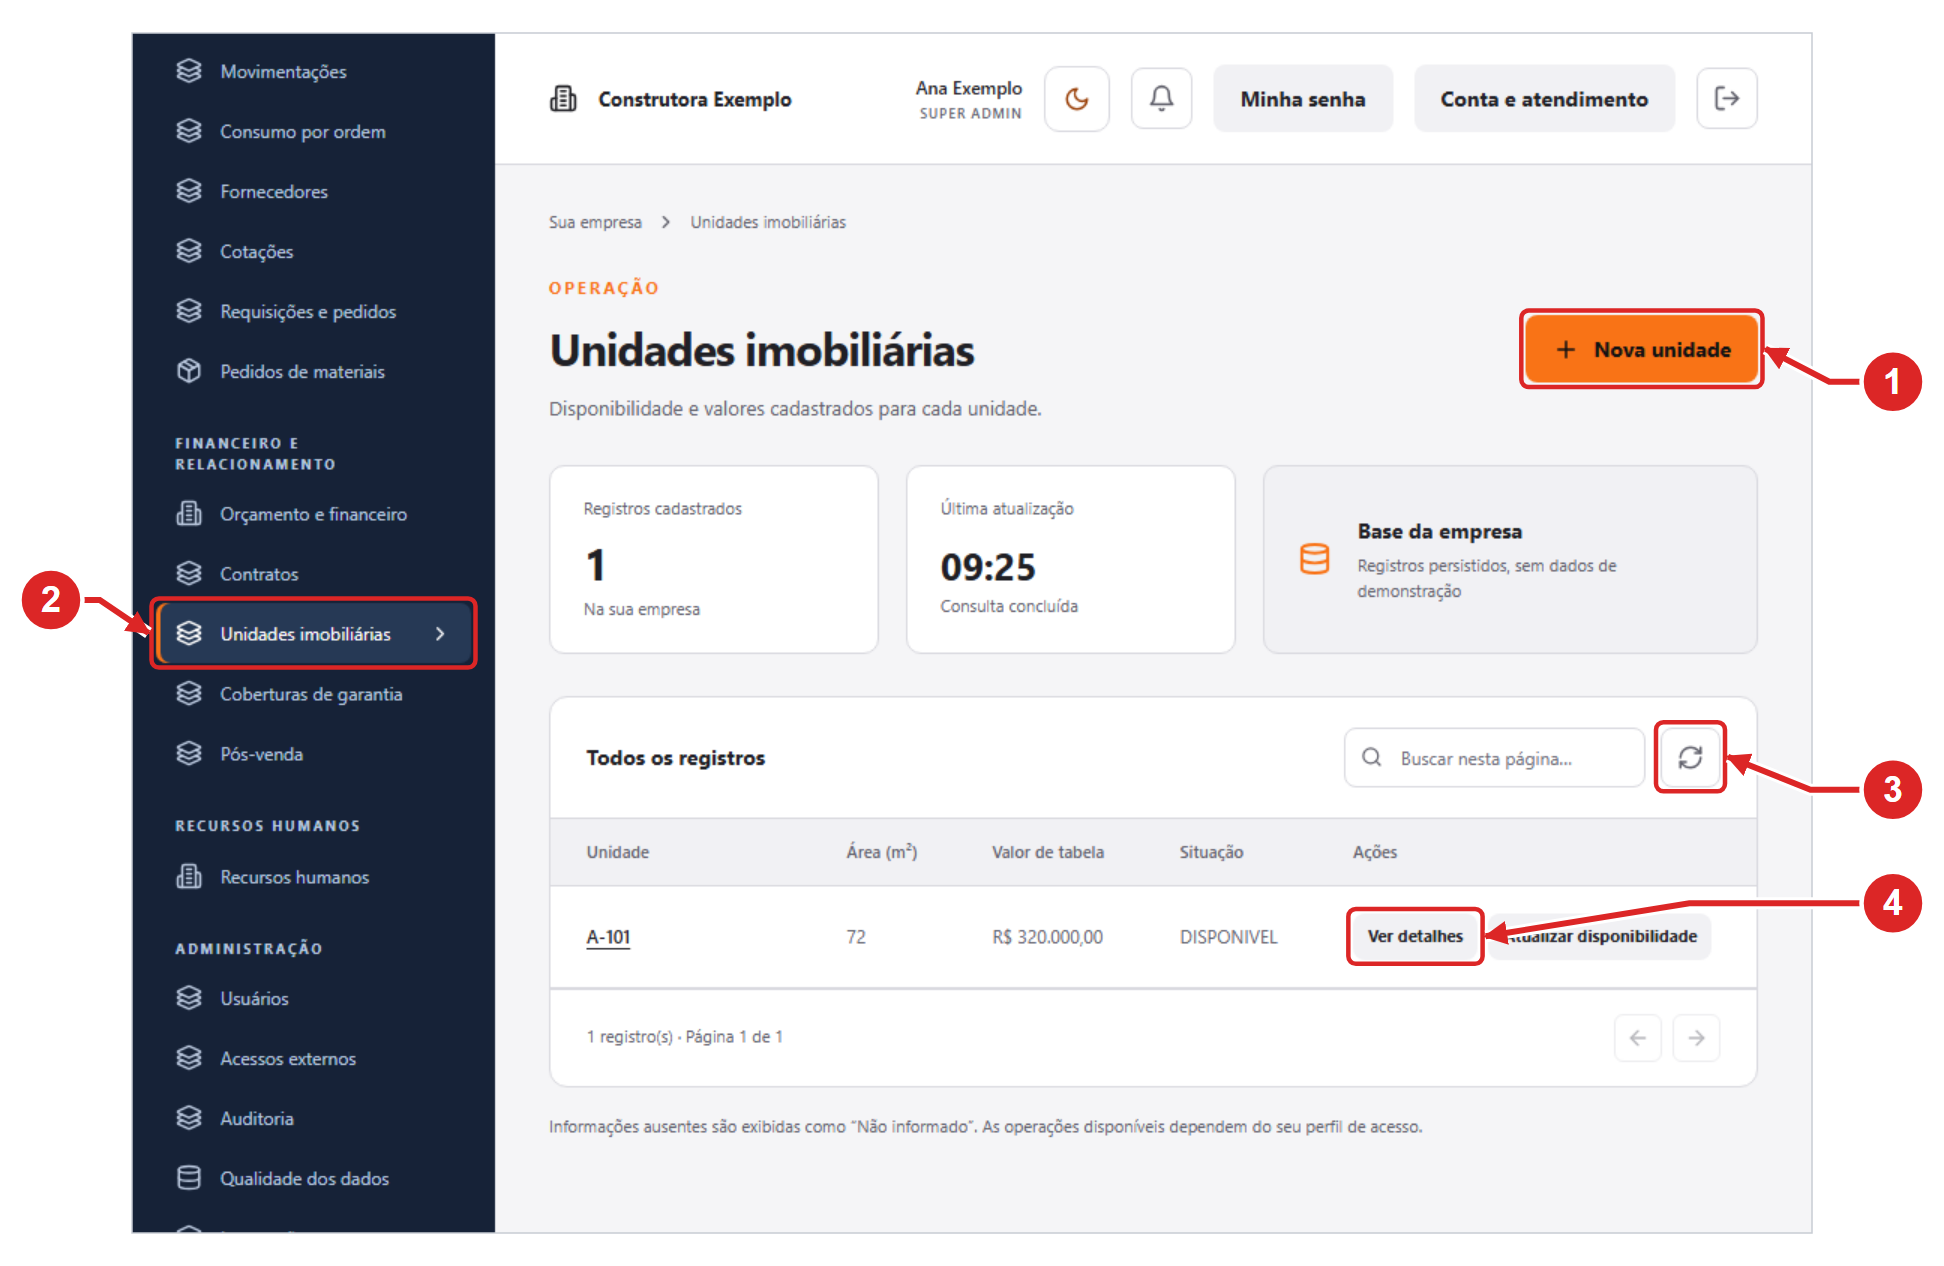 Movimentações
Consumo por ordem
Fornecedores
Cotações
Requisições e pedidos
Pedidos de materiais
FINANCEIRO E
RELACIONAMENTO
Orçamento e financeiro
Contratos
2
Unidades imobiliárias
Coberturas de garantia
Pós-venda
RECURSOS HUMANOS
Recursos humanos
ADMINISTRAÇÃO
Usuários
Acessos externos
Auditoria
Qualidade dos dados
Construtora Exemplo
Ana Exemplo
SUPER ADMIN
Minha senha
Conta e atendimento
Sua empresa > Unidades imobiliárias
OPERAÇÃO
Unidades imobiliárias
+ Nova unidade
1
Disponibilidade e valores cadastrados para cada unidade.
Registros cadastrados
1
Na sua empresa
Última atualização
09:25
Consulta concluída
Base da empresa
Registros persistidos, sem dados de
demonstração
Todos os registros
Buscar nesta página...
3
Unidade Área (m²) Valor de tabela Situação Ações
4
A-101 72 R$ 320.000,00 DISPONIVEL Ver detalhes disponibilidade
1 registro(s) · Página 1 de 1
Informações ausentes são exibidas como “Não informado”. As operações disponíveis dependem do seu perfil de acesso.